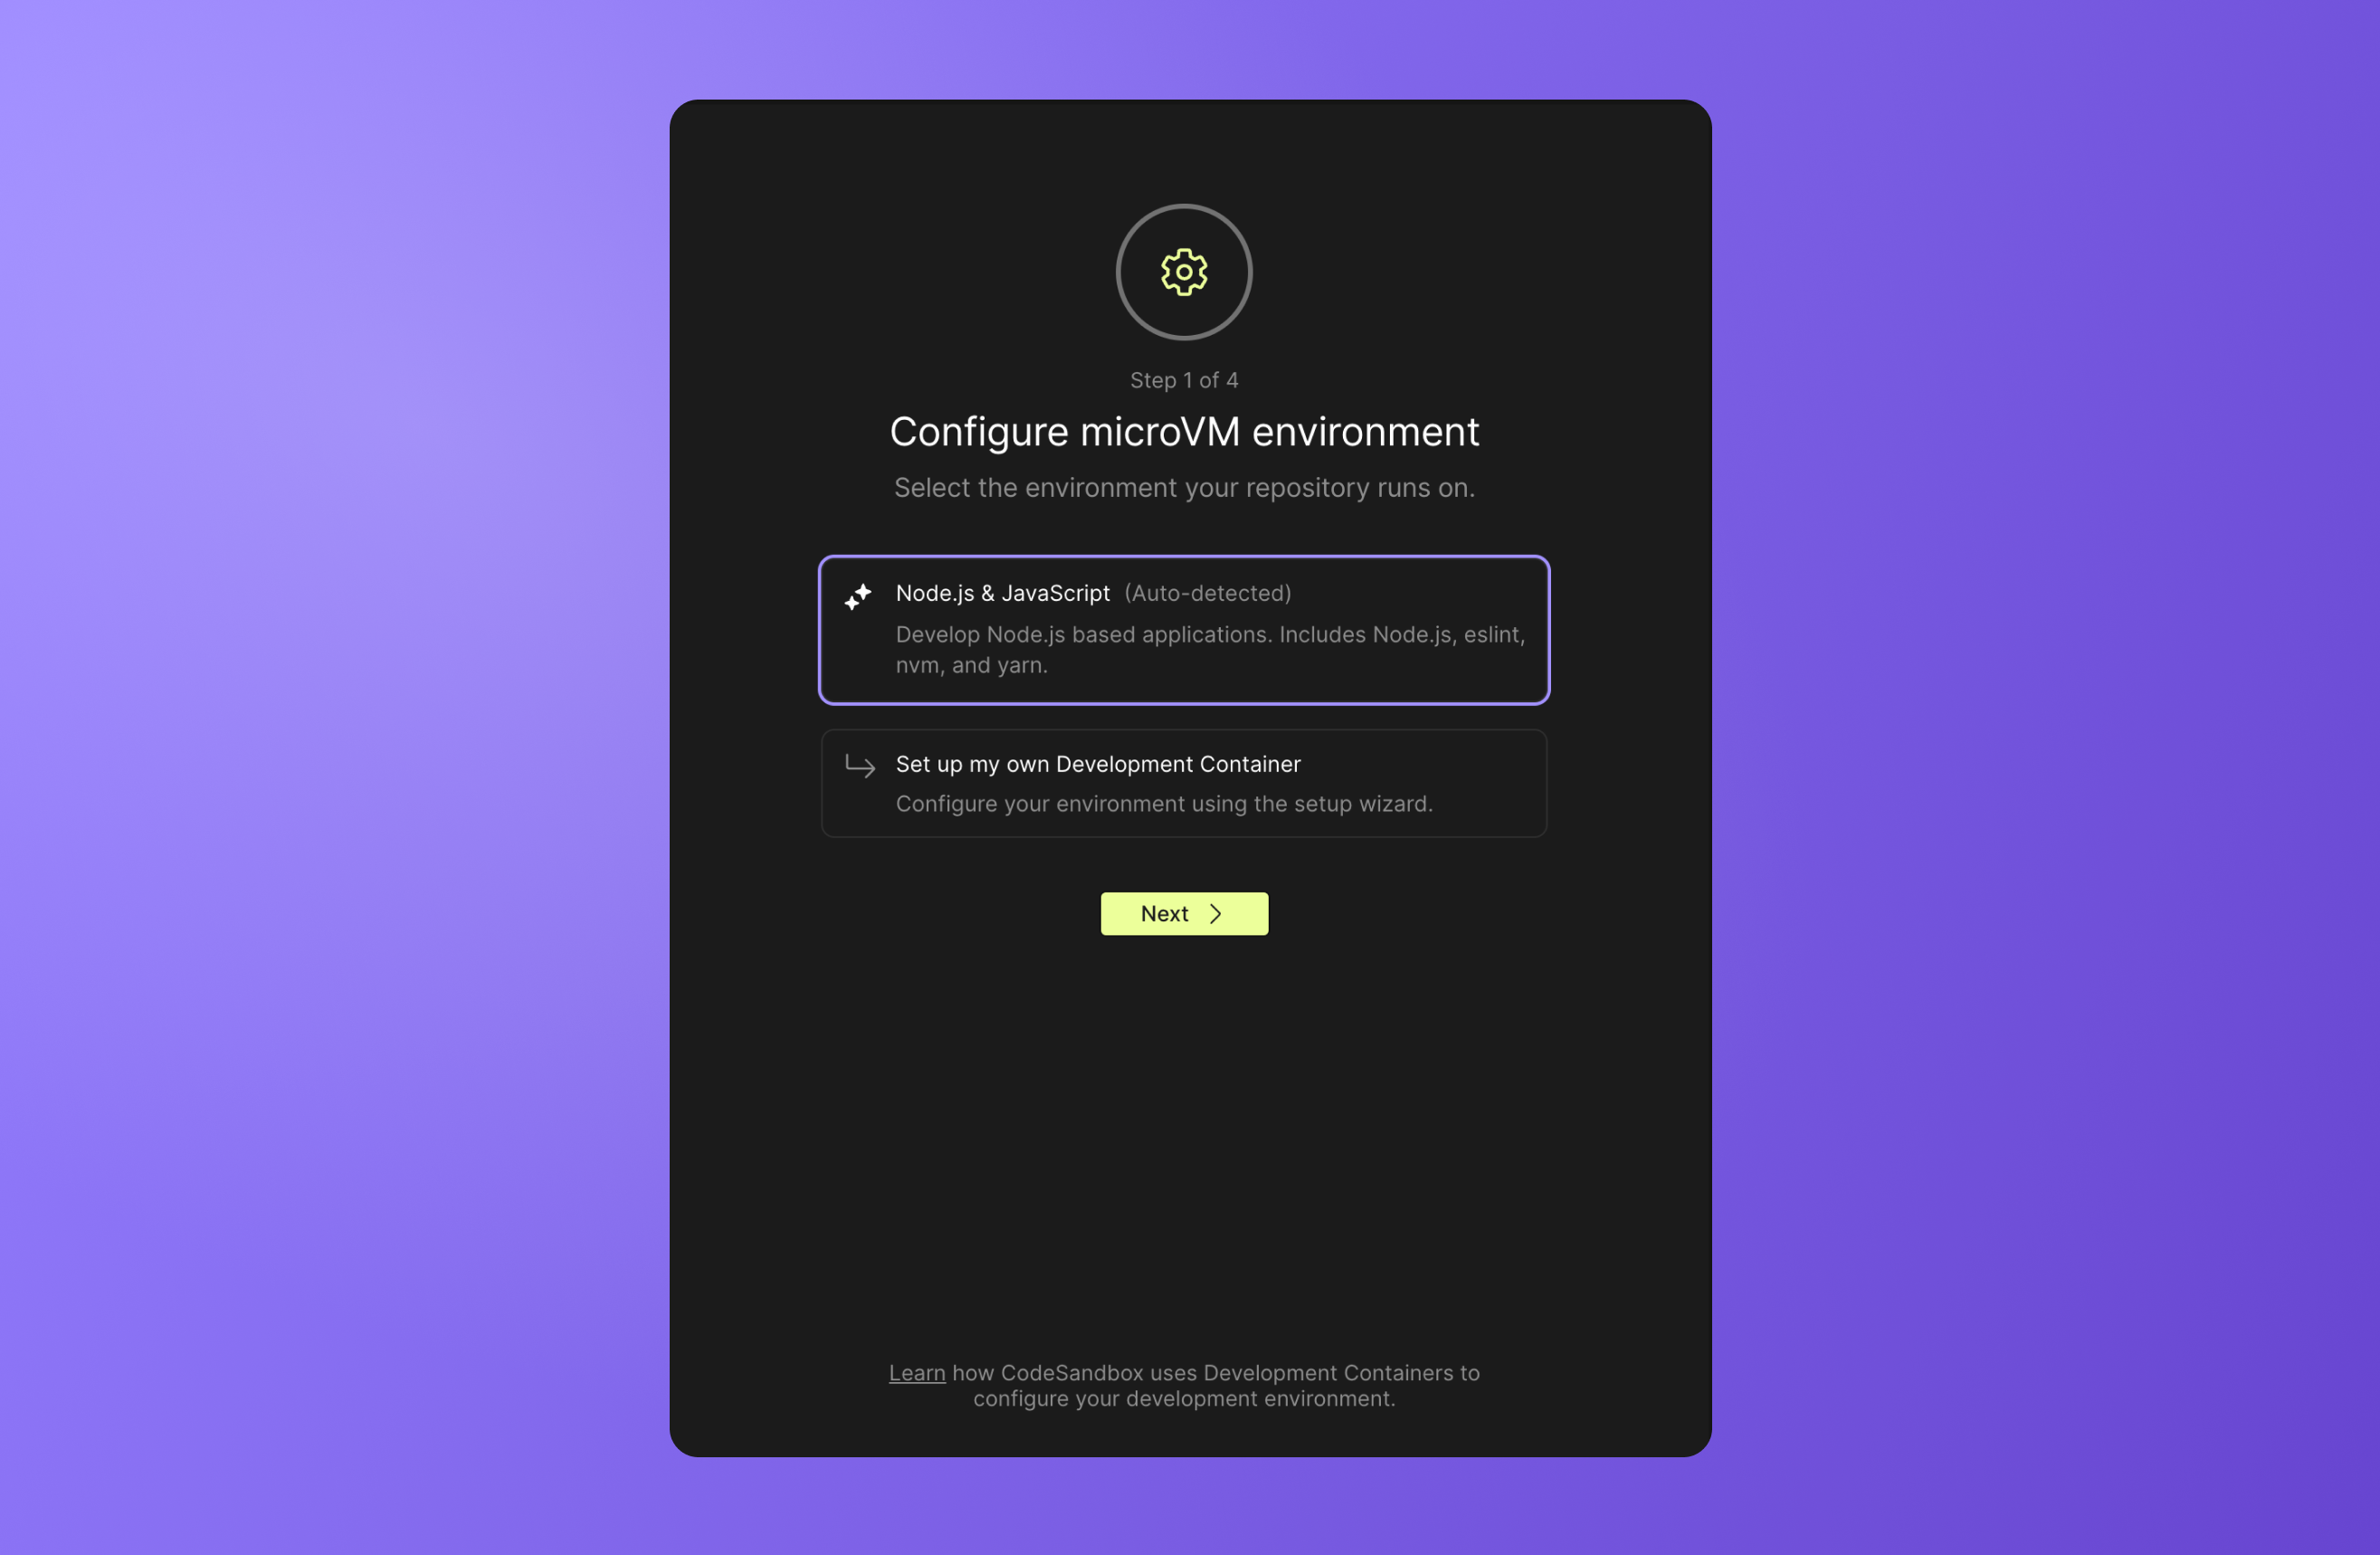 Step 1 of 4
Configure microVM environment
Select the environment your repository runs on.
Node.js & JavaScript (Auto-detected)
Develop Node.js based applications. Includes Node.js, eslint,
nvm, and yarn.
Set up my own Development Container
Configure your environment using the setup wizard.
Next
Learn how CodeSandbox uses Development Containers to
configure your development environment.